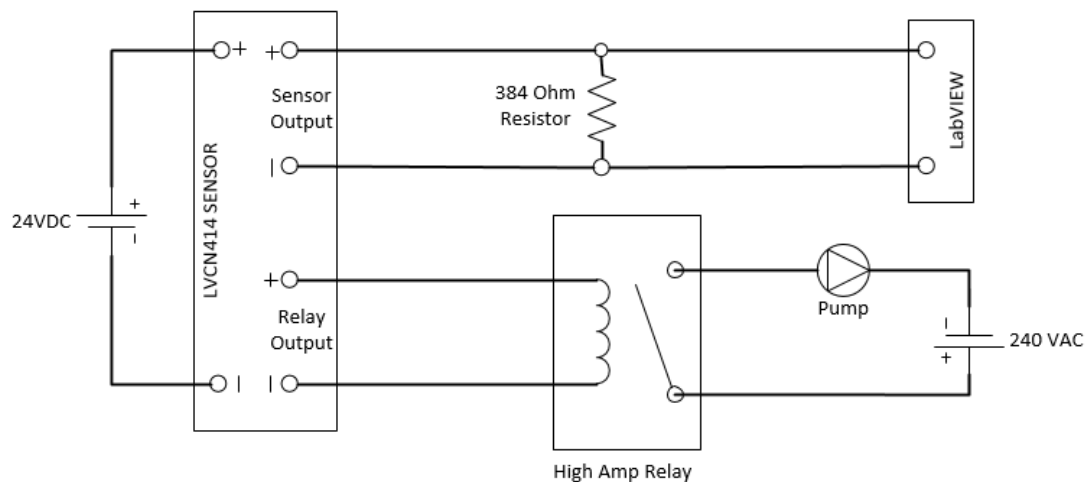 +
+
Sensor
Output
|
384 Ohm
Resistor
LabVIEW
24VDC
+
-
LVCN414 SENSOR
+
Relay
Output
|
|
Pump
-
+
240 VAC
High Amp Relay